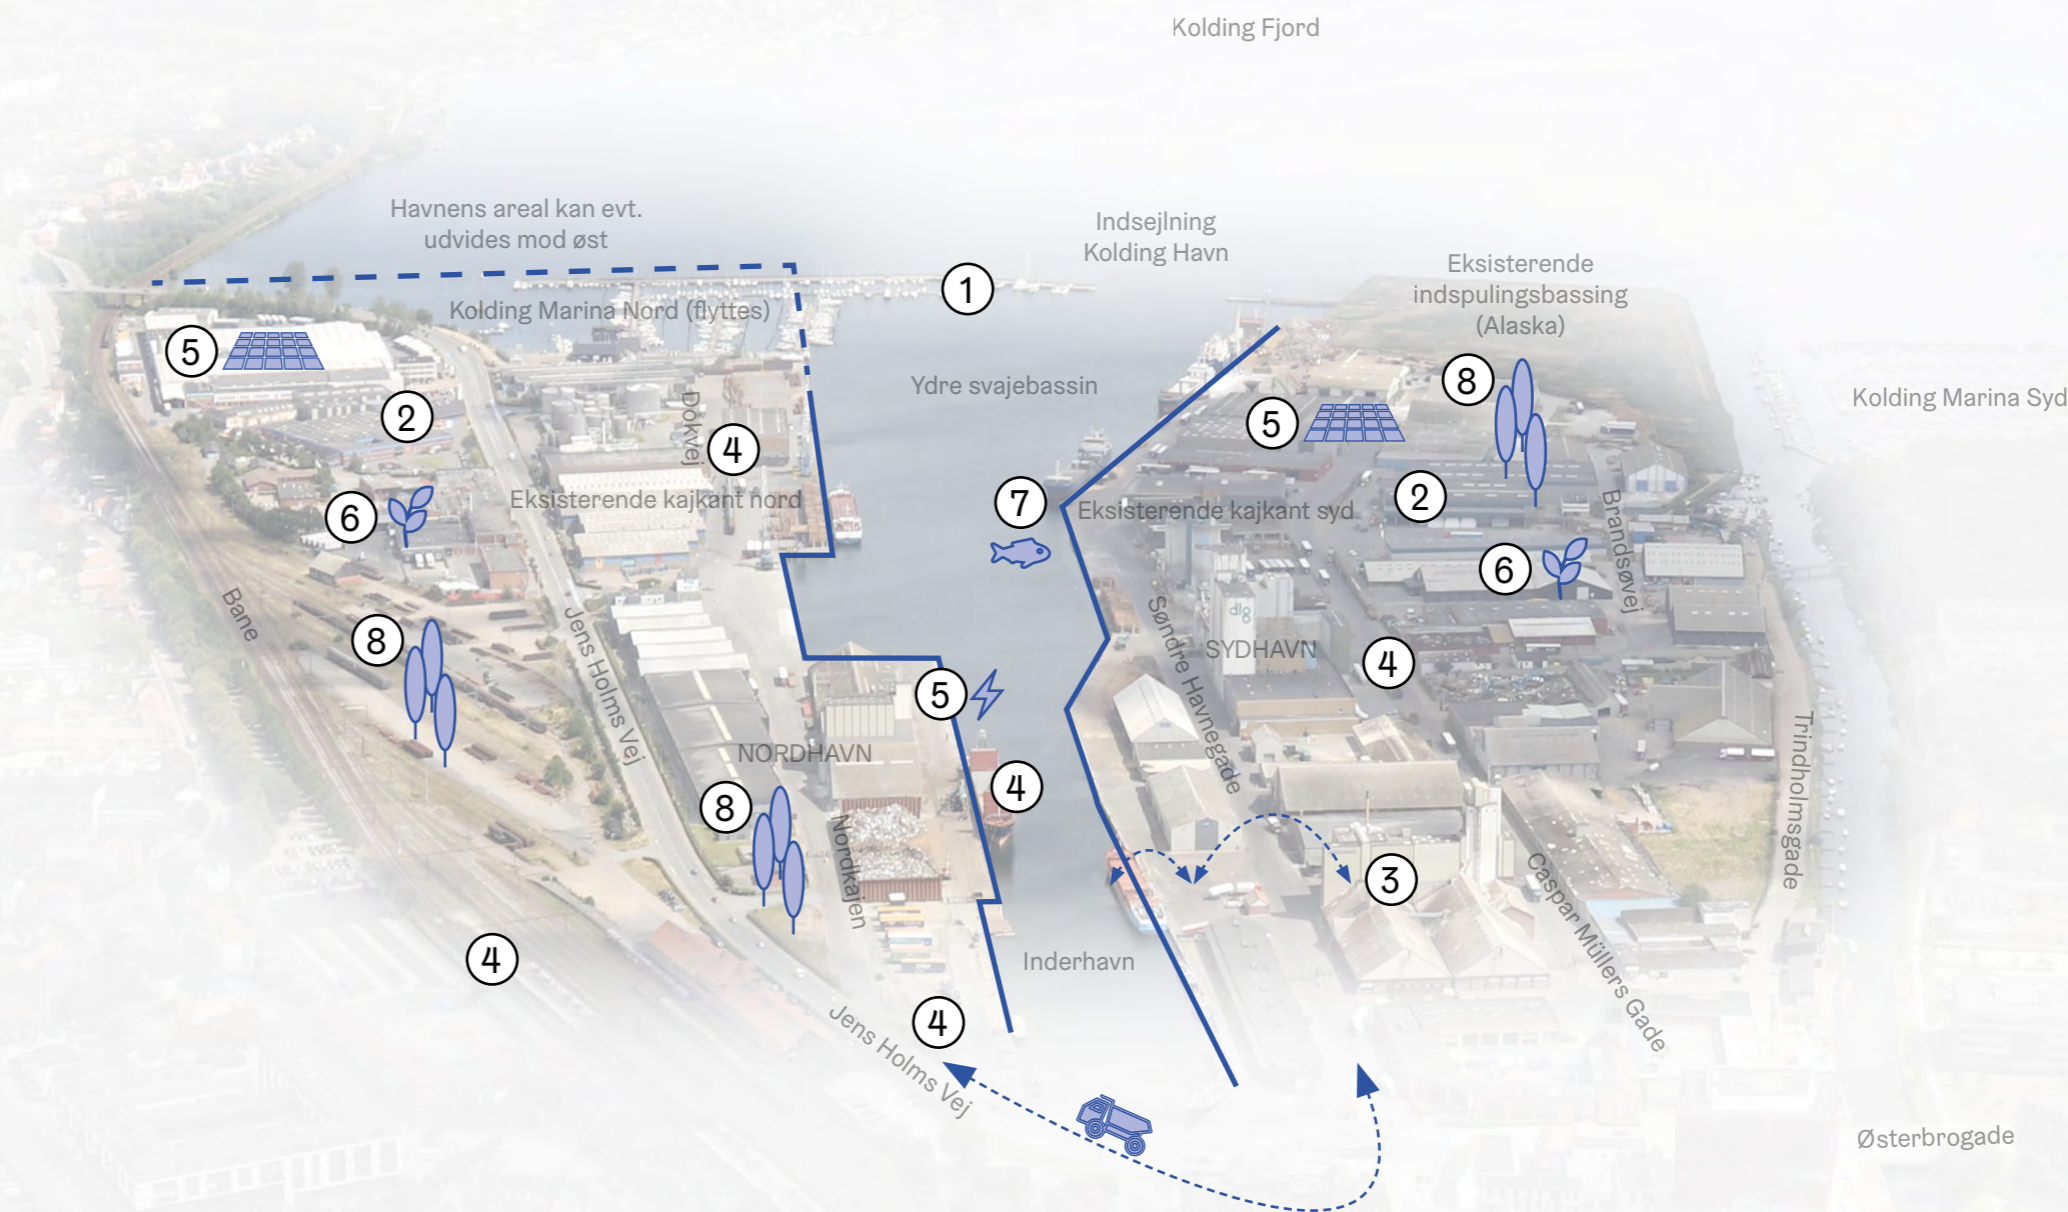 Kolding Fjord
Havnens areal kan evt.
udvides mod øst
Indsejlning
Kolding Havn
Eksisterende
indspulingsbassing
(Alaska)
1
Kolding Marina Nord (flyttes)
5
Ydre svajebassin
8
Kolding Marina Syd
2
Dokvej
4
5
2
Eksisterende kajkant nord
7
Eksisterende kajkant syd
6
Brandsøvej
6
Bane
8
Jens Holms Vej
Søndre Havnegade
dlg
SYDHAVN
4
5
NORDHAVN
4
8
Nordkajen
Trindholmsgade
3
Caspar Müllers Gade
4
Inderhavn
4
Jens Holms Vej
Østerbrogade